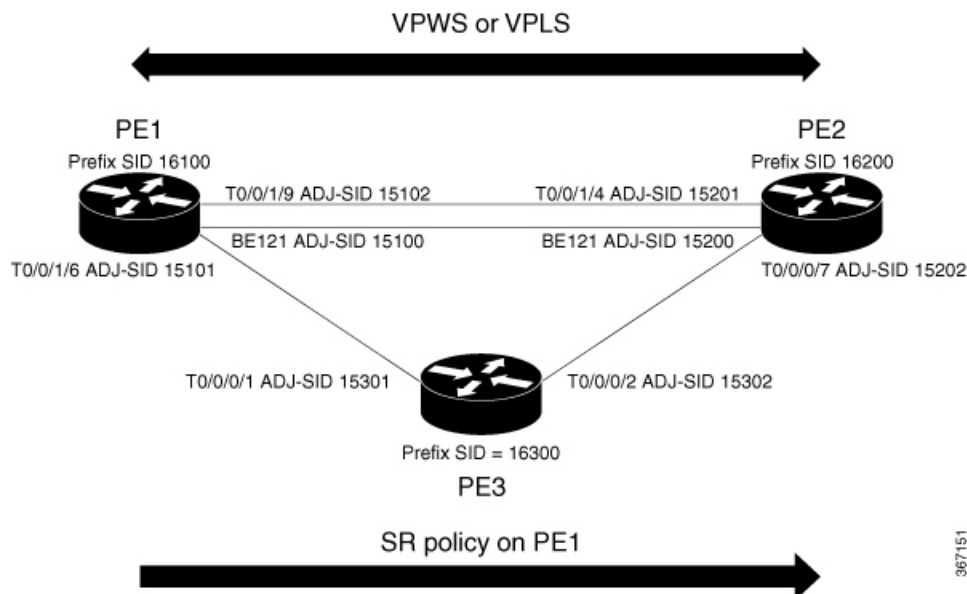 VPWS or VPLS
PE1
PE2
Prefix SID 16100
Prefix SID 16200
T0/0/1/9 ADJ-SID 15102
T0/0/1/4 ADJ-SID 15201
BE121 ADJ-SID 15100
BE121 ADJ-SID 15200
T0/0/1/6 ADJ-SID 15101
T0/0/0/7 ADJ-SID 15202
T0/0/0/1 ADJ-SID 15301
T0/0/0/2 ADJ-SID 15302
Prefix SID = 16300
PE3
SR policy on PE1
367151